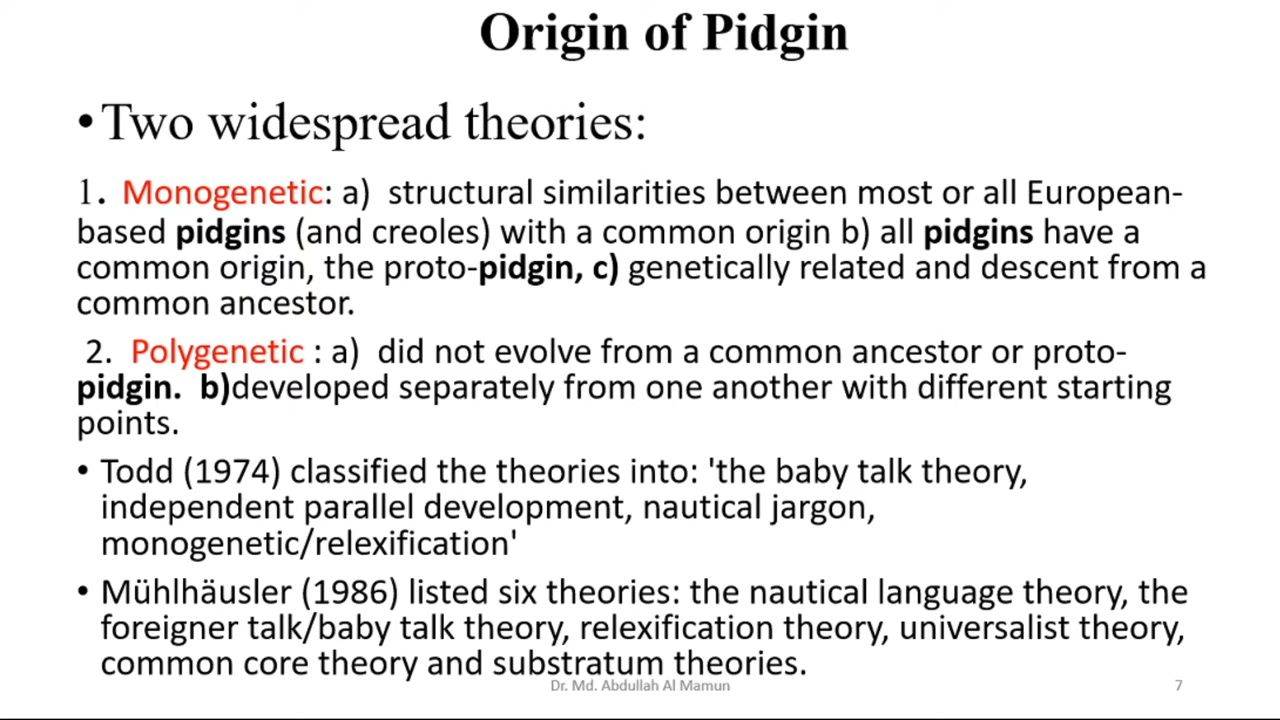 Origin of Pidgin
•Two widespread theories:
1. Monogenetic: a) structural similarities between most or all European-
based pidgins (and creoles) with a common origin b) all pidgins have a
common origin, the proto-pidgin, c) genetically related and descent from a
common ancestor.
2. Polygenetic : a) did not evolve from a common ancestor or proto-
pidgin. b)developed separately from one another with different starting
points.
• Todd (1974) classified the theories into: 'the baby talk theory,
independent parallel development, nautical jargon,
monogenetic/relexification'
• Mühlhäusler (1986) listed six theories: the nautical language theory, the
foreigner talk/baby talk theory, relexification theory, universalist theory,
common core theory and substratum theories.
Dr. Md. Abdullah Al Mamun 7